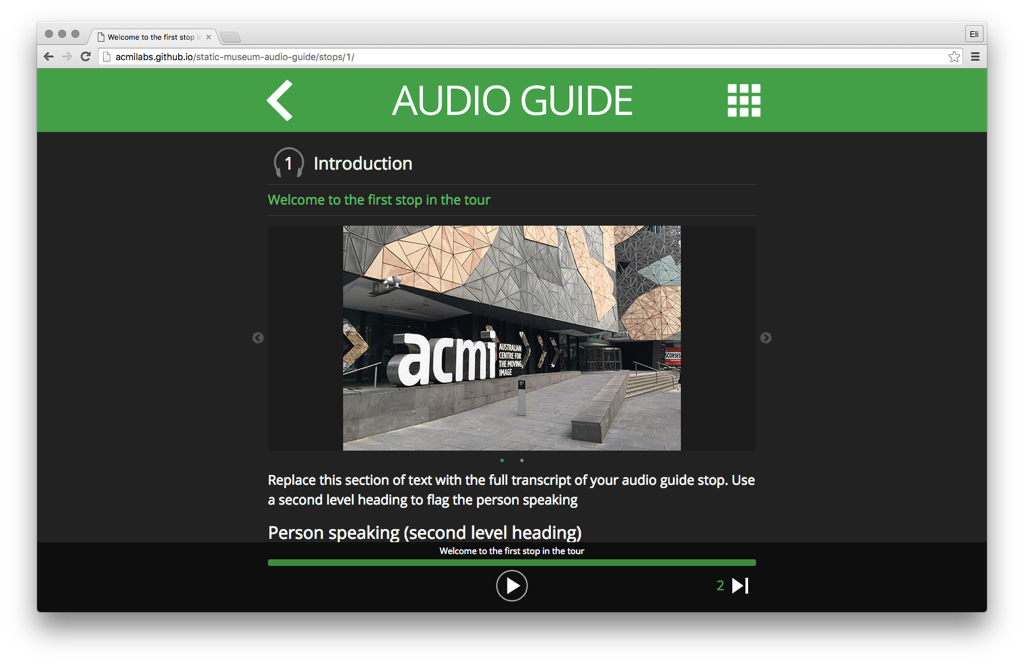 Eli
Welcome to the first stop in
acmilabs.github.io/static-museum-audio-guide/stops/1/
AUDIO GUIDE
1 Introduction
Welcome to the first stop in the tour
acmi
AUSTRALIAN
CENTRE FOR
THE MOVING
IMAGE
SCORSESE
Replace this section of text with the full transcript of your audio guide stop. Use
a second level heading to flag the person speaking
Person speaking (second level heading)
Welcome to the first stop in the tour
2